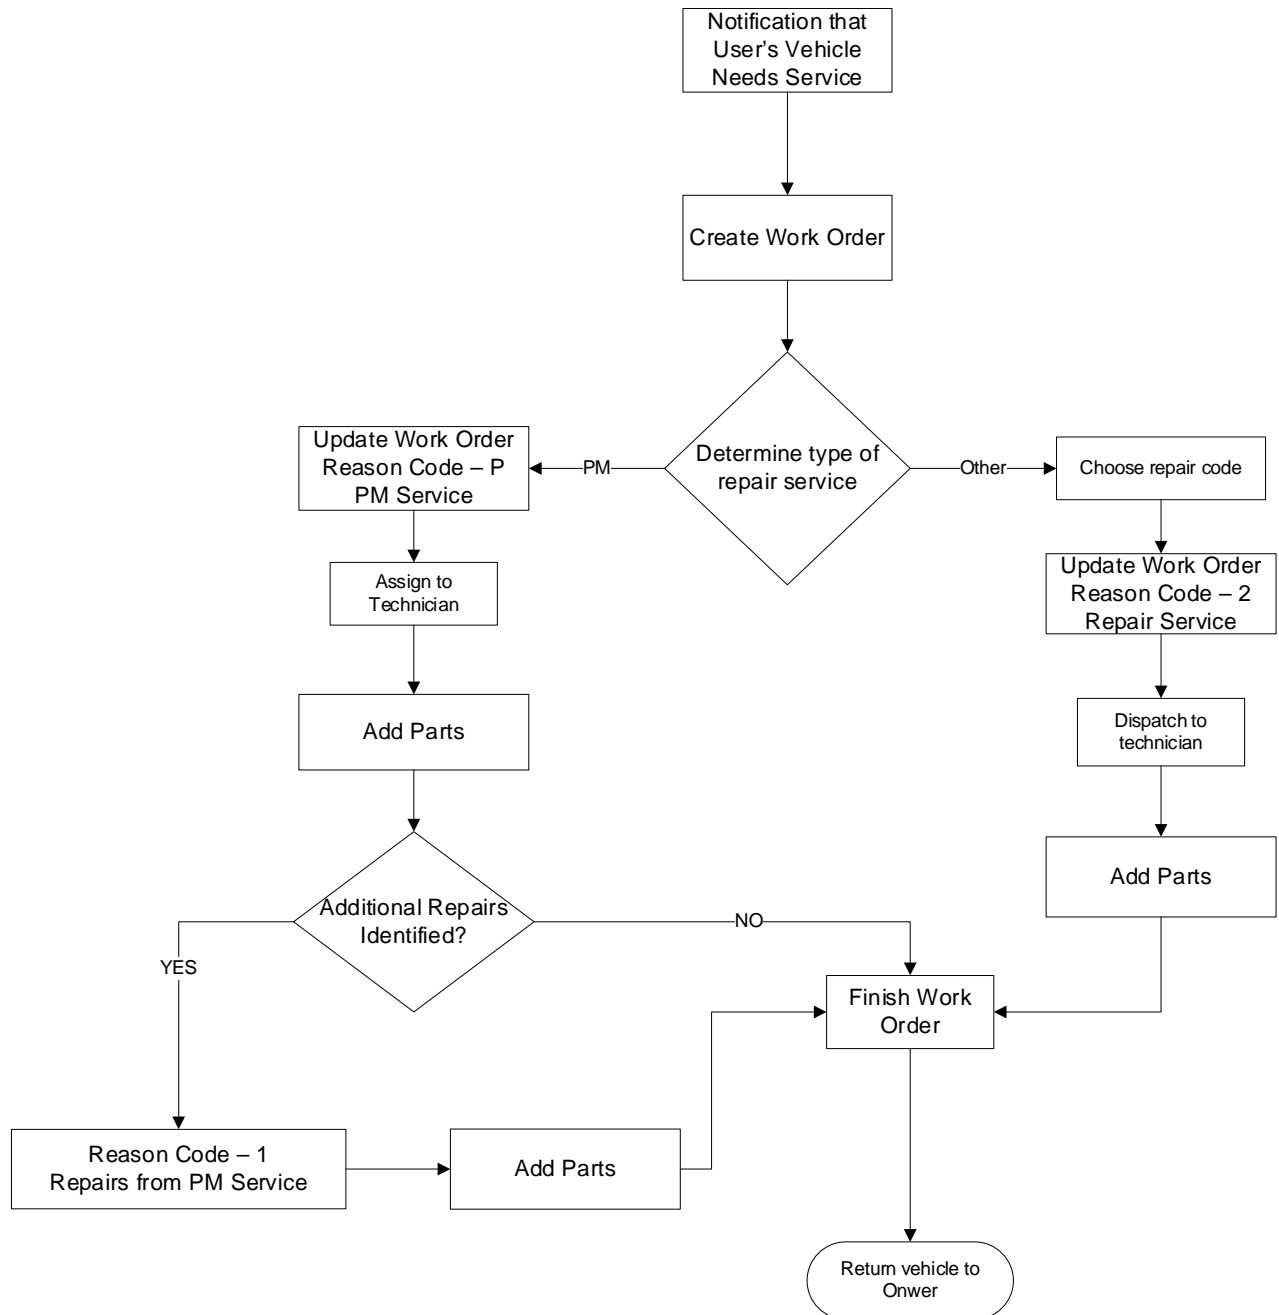 Notification that
User's Vehicle
Needs Service
Create Work Order
Determine type of
repair service
PM
Other
Update Work Order
Reason Code – P
PM Service
Choose repair code
Assign to
Technician
Update Work Order
Reason Code – 2
Repair Service
Add Parts
Dispatch to
technician
Additional Repairs
Identified?
Add Parts
YES
NO
Finish Work
Order
Reason Code – 1
Repairs from PM Service
Add Parts
Return vehicle to
Onwer